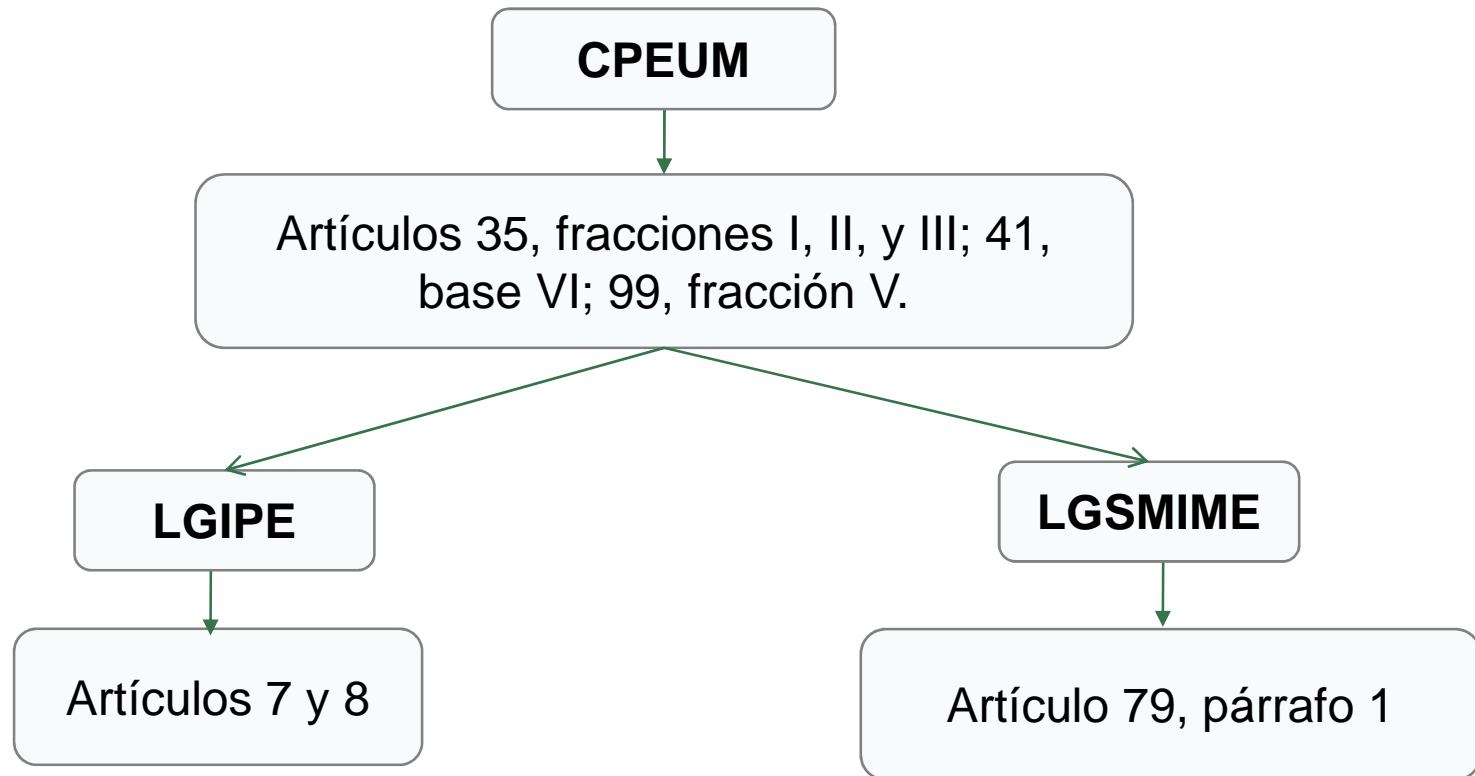 CPEUM
Artículos 35, fracciones I, II, y III; 41,
base VI; 99, fracción V.
LGIPE
LGSMIME
Artículos 7 y 8
Artículo 79, párrafo 1